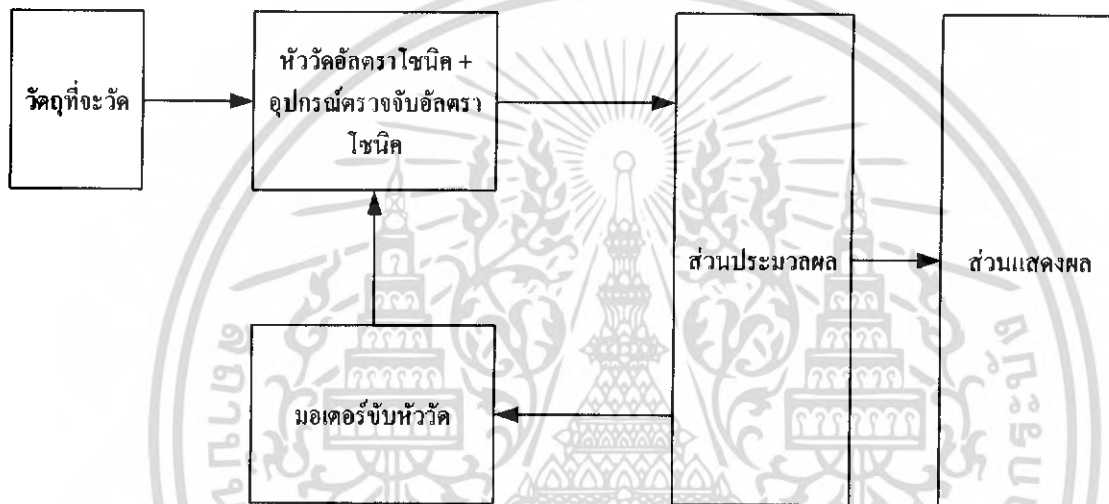 วัตถุที่จะวัด
หัววัดอัลตราโซนิค +
อุปกรณ์ตรวจจับอัลตรา
โซนิค
ส่วนประมวลผล
ส่วนแสดงผล
มอเตอร์ขับหัววัด